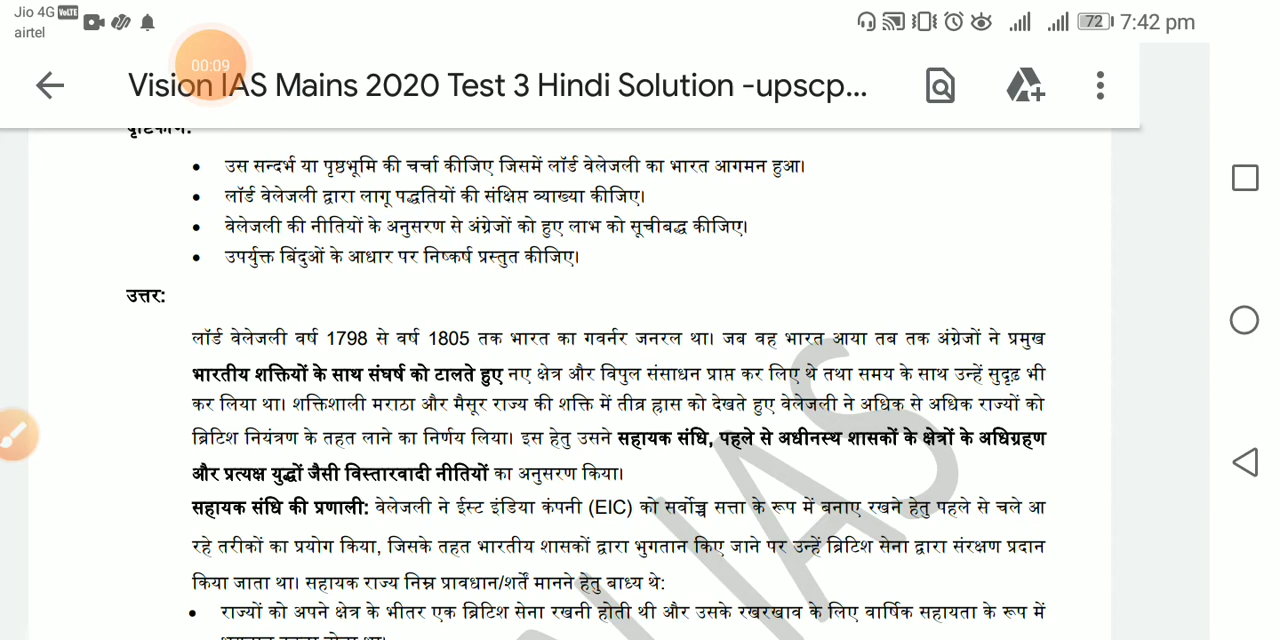 Jio 4G VoLTE
airtel
72 7:42 pm
00:09
Vision IAS Mains 2020 Test 3 Hindi Solution -upscp...
दृष्टिकोण:
• उस सन्दर्भ या पृष्ठभूमि की चर्चा कीजिए जिसमें लॉर्ड वेलेजली का भारत आगमन हुआ।
• लॉर्ड वेलेजली द्वारा लागू पद्धतियों की संक्षिप्त व्याख्या कीजिए।
• वेलेजली की नीतियों के अनुसरण से अंग्रेजों को हुए लाभ को सूचीबद्ध कीजिए।
• उपर्युक्त बिंदुओं के आधार पर निष्कर्ष प्रस्तुत कीजिए।
उत्तर:
लॉर्ड वेलेजली वर्ष 1798 से वर्ष 1805 तक भारत का गवर्नर जनरल था। जब वह भारत आया तब तक अंग्रेजों ने प्रमुख
भारतीय शक्तियों के साथ संघर्ष को टालते हुए नए क्षेत्र और विपुल संसाधन प्राप्त कर लिए थे तथा समय के साथ उन्हें सुदृढ़ भी
कर लिया था। शक्तिशाली मराठा और मैसूर राज्य की शक्ति में तीव्र ह्रास को देखते हुए वेलेजली ने अधिक से अधिक राज्यों को
ब्रिटिश नियंत्रण के तहत लाने का निर्णय लिया। इस हेतु उसने सहायक संधि, पहले से अधीनस्थ शासकों के क्षेत्रों के अधिग्रहण
और प्रत्यक्ष युद्धों जैसी विस्तारवादी नीतियों का अनुसरण किया।
सहायक संधि की प्रणाली: वेलेजली ने ईस्ट इंडिया कंपनी (EIC) को सर्वोच्च सत्ता के रूप में बनाए रखने हेतु पहले से चले आ
रहे तरीकों का प्रयोग किया, जिसके तहत भारतीय शासकों द्वारा भुगतान किए जाने पर उन्हें ब्रिटिश सेना द्वारा संरक्षण प्रदान
किया जाता था। सहायक राज्य निम्न प्रावधान/शर्तें मानने हेतु बाध्य थे:
• राज्यों को अपने क्षेत्र के भीतर एक ब्रिटिश सेना रखनी होती थी और उसके रखरखाव के लिए वार्षिक सहायता के रूप में